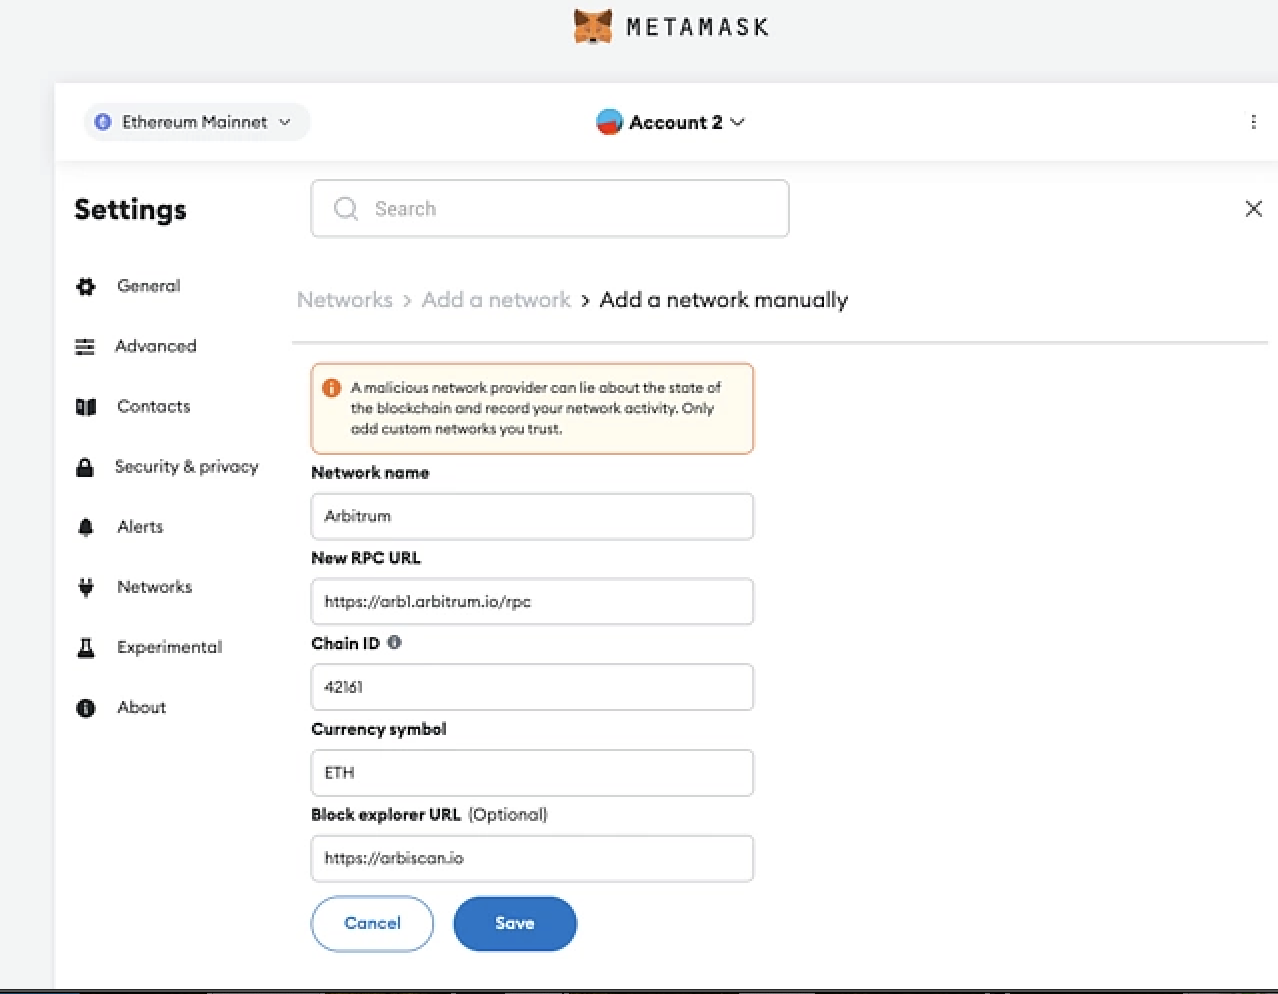 METAMASK
Ethereum Mainnet
Account 2
Settings
Search
General
Advanced
Contacts
Security & privacy
Alerts
Networks
Experimental
About
Networks > Add a network > Add a network manually
A malicious network provider can lie about the state of
the blockchain and record your network activity. Only
add custom networks you trust.
Network name
Arbitrum
New RPC URL
https://arb1.arbitrum.io/rpc
Chain ID
42161
Currency symbol
ETH
Block explorer URL (Optional)
https://arbiscan.io
Cancel
Save